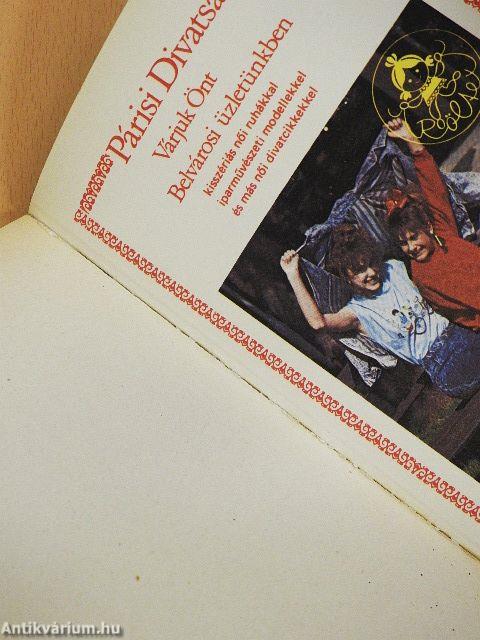 Párisi Divatsa
Várjuk Önt
Belvárosi üzletünkben
kisszériás női ruhákkal
iparművészeti modellekkel
és más női divatcikkekkel
Antikvárium.hu